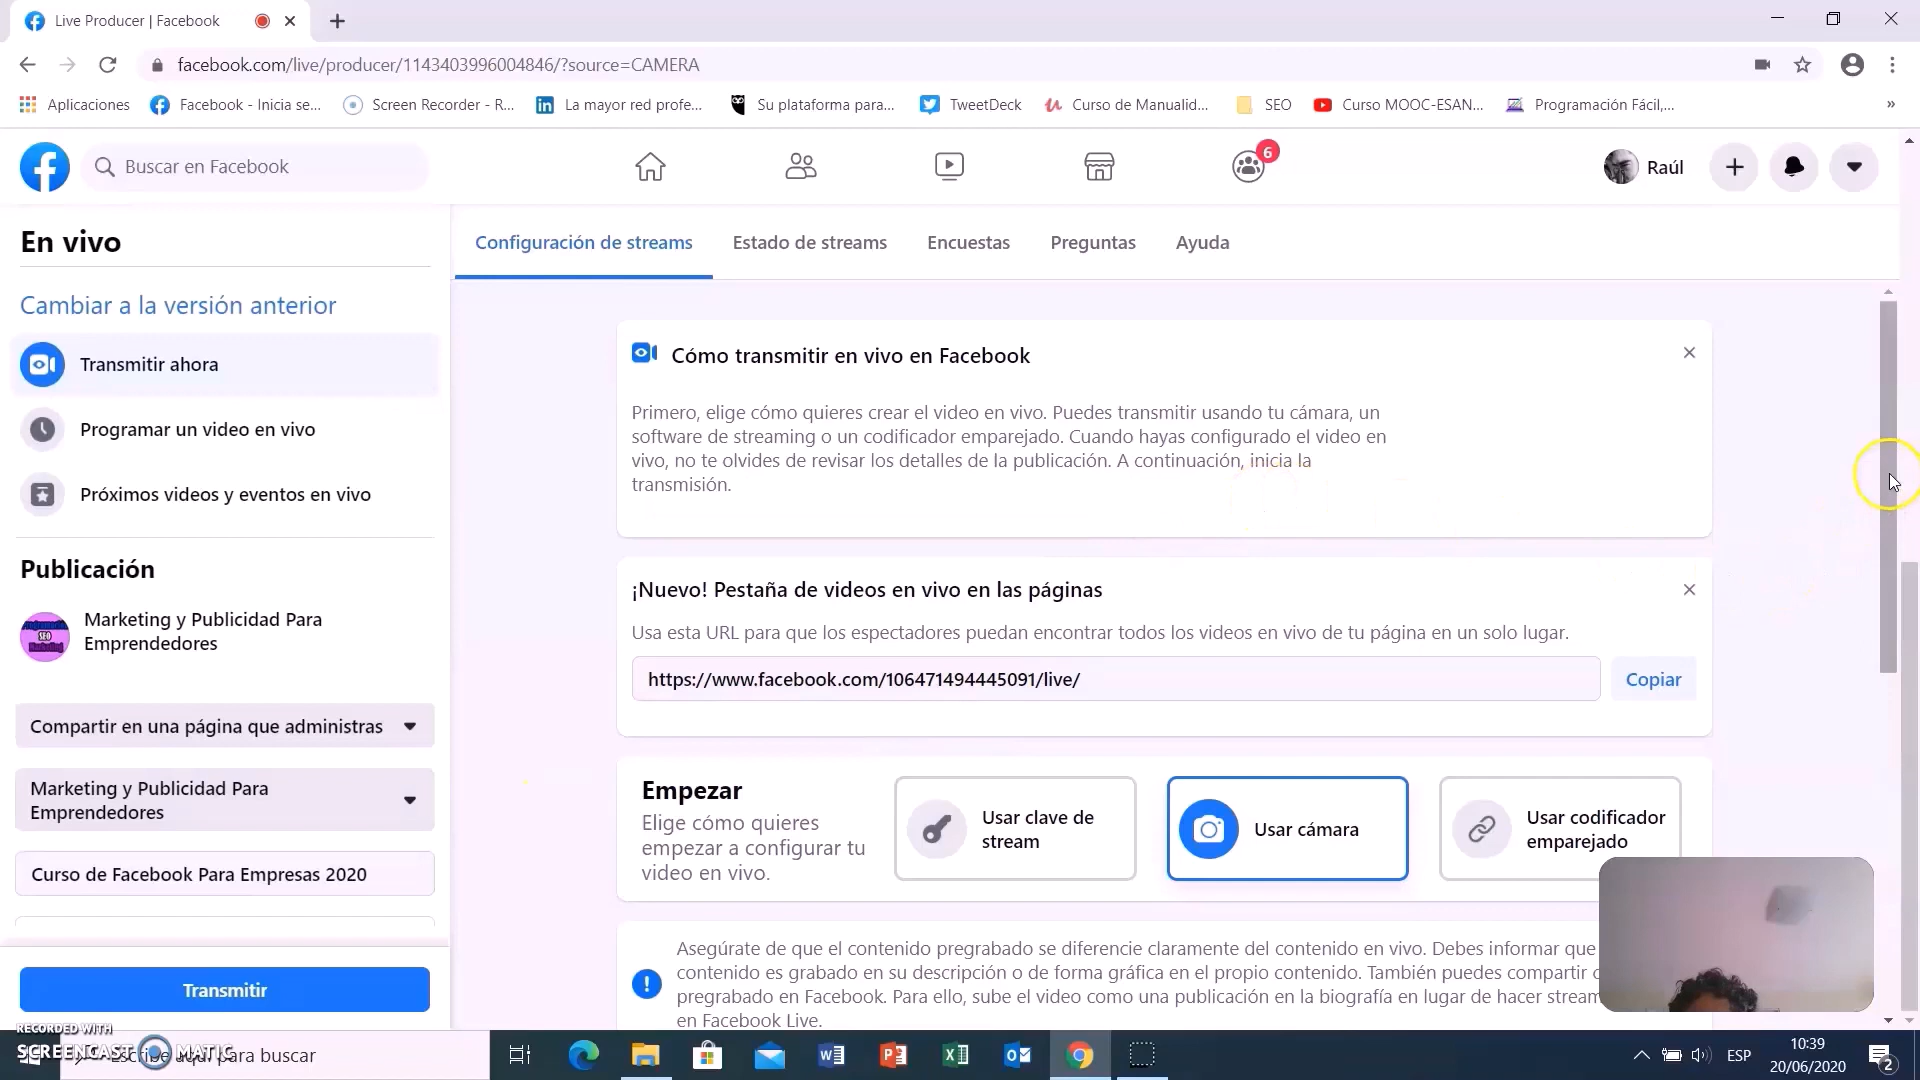 Live Producer | Facebook
facebook.com/live/producer/1143403996004846/?source=CAMERA
Aplicaciones
Facebook - Inicia se...
Screen Recorder - R...
La mayor red profe...
Su plataforma para...
TweetDeck
Curso de Manualid...
SEO
Curso MOOC-ESAN...
Programación Fácil,...
»
Buscar en Facebook
6
Raúl
En vivo
Configuración de streams
Estado de streams
Encuestas
Preguntas
Ayuda
Cambiar a la versión anterior
Transmitir ahora
Programar un video en vivo
Próximos videos y eventos en vivo
Publicación
Marketing y Publicidad Para
Emprendedores
Compartir en una página que administras
Marketing y Publicidad Para
Emprendedores
Curso de Facebook Para Empresas 2020
Transmitir
Cómo transmitir en vivo en Facebook
Primero, elige cómo quieres crear el video en vivo. Puedes transmitir usando tu cámara, un
software de streaming o un codificador emparejado. Cuando hayas configurado el video en
vivo, no te olvides de revisar los detalles de la publicación. A continuación, inicia la
transmisión.
¡Nuevo! Pestaña de videos en vivo en las páginas
Usa esta URL para que los espectadores puedan encontrar todos los videos en vivo de tu página en un solo lugar.
https://www.facebook.com/106471494445091/live/
Copiar
Empezar
Elige cómo quieres
empezar a configurar tu
video en vivo.
Usar clave de
stream
Usar cámara
Usar codificador
emparejado
Asegúrate de que el contenido pregrabado se diferencie claramente del contenido en vivo. Debes informar que
contenido es grabado en su descripción o de forma gráfica en el propio contenido. También puedes compartir
pregrabado en Facebook. Para ello, sube el video como una publicación en la biografía en lugar de hacer stream
en Facebook Live.
RECORDED WITH
SCREENCAST MATIC
para buscar
ESP
10:39
20/06/2020
2